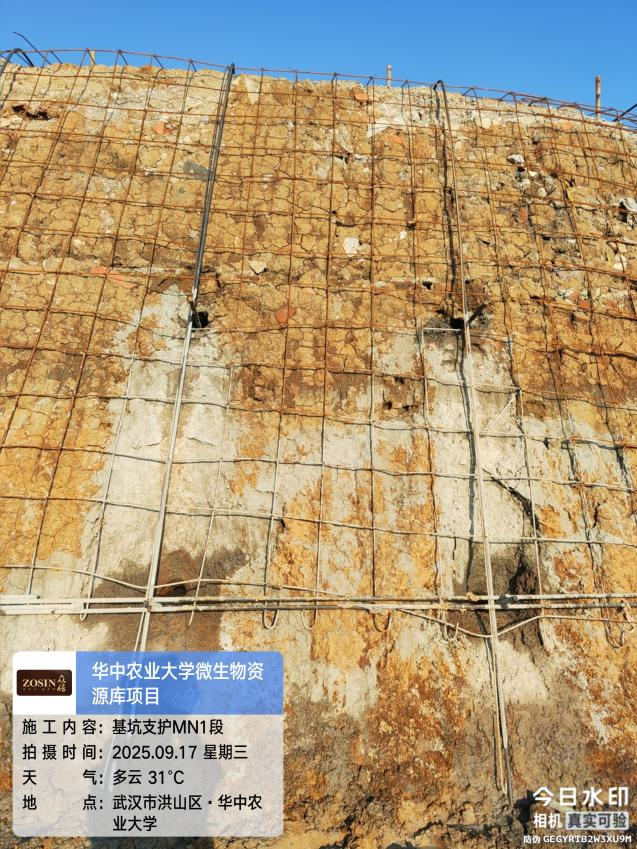 ZOSIN 众信
华中农业大学微生物资
源库项目
施工内容：基坑支护MN1段
拍摄时间：2025.09.17 星期三
天气：多云 31°C
地点：武汉市洪山区·华中农
业大学
今日水印
相机 真实可验
防伪 GEGYRTB2W3XU9M